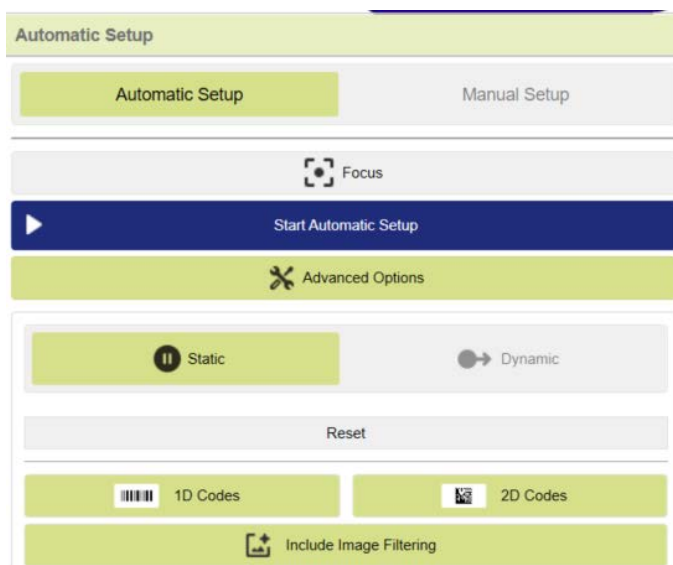 Automatic Setup
Automatic Setup Manual Setup
Focus
Start Automatic Setup
Advanced Options
Static Dynamic
Reset
1D Codes 2D Codes
Include Image Filtering